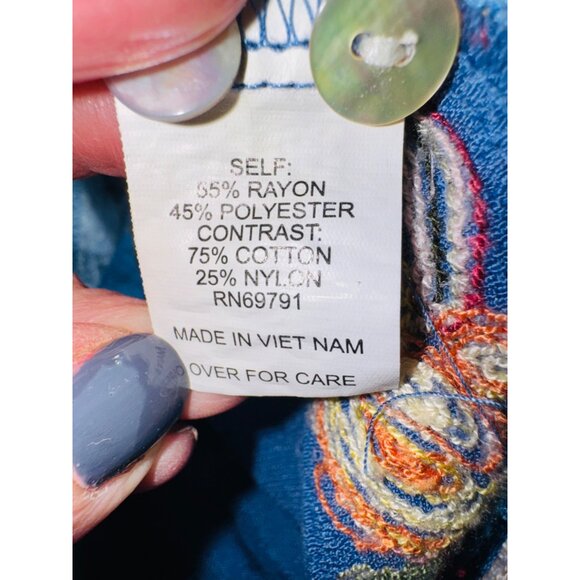 SELF:
55% RAYON
45% POLYESTER
CONTRAST:
75% COTTON
25% NYLON
RN69791
MADE IN VIET NAM
OVER FOR CARE